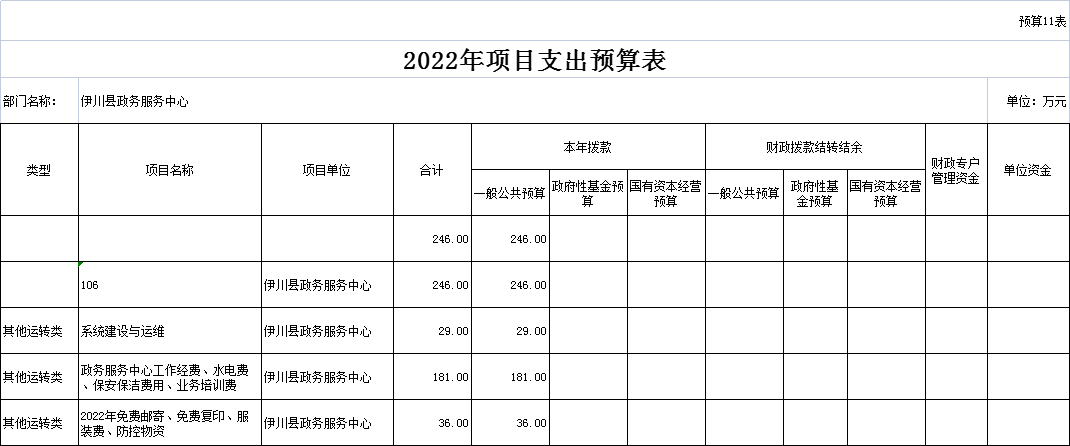 预算11表
2022年项目支出预算表
部门名称： 伊川县政务服务中心 单位：万元
类型 项目名称 项目单位 合计 本年拨款 财政拨款结转结余 财政专户
管理资金 单位资金
一般公共预算 政府性基金预
算 国有资本经营
预算 一般公共预算 政府性基
金预算 国有资本经营
预算
246.00 246.00
106 伊川县政务服务中心 246.00 246.00
其他运转类 系统建设与运维 伊川县政务服务中心 29.00 29.00
其他运转类 政务服务中心工作经费、水电费
、保安保洁费用、业务培训费 伊川县政务服务中心 181.00 181.00
其他运转类 2022年免费邮寄、免费复印、服
装费、防控物资 伊川县政务服务中心 36.00 36.00